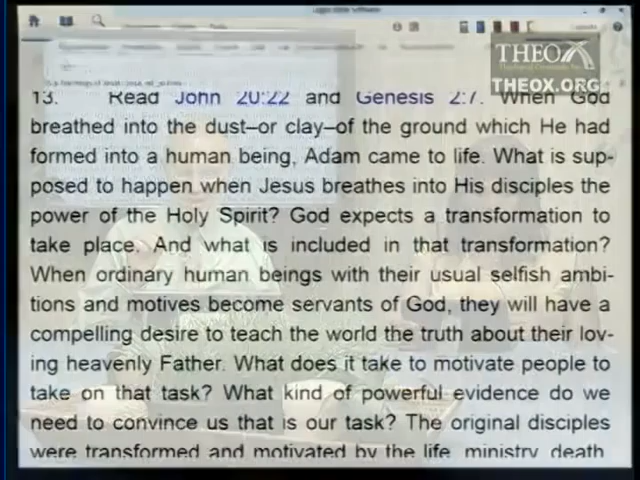 Logos Bible Software
THEOX
THEOX.ORG
13. Read John 20:22 and Genesis 2:7. When God
breathed into the dust–or clay–of the ground which He had
formed into a human being, Adam came to life. What is sup-
posed to happen when Jesus breathes into His disciples the
power of the Holy Spirit? God expects a transformation to
take place. And what is included in that transformation?
When ordinary human beings with their usual selfish ambi-
tions and motives become servants of God, they will have a
compelling desire to teach the world the truth about their lov-
ing heavenly Father. What does it take to motivate people to
take on that task? What kind of powerful evidence do we
need to convince us that is our task? The original disciples
were transformed and motivated by the life, ministry, death,